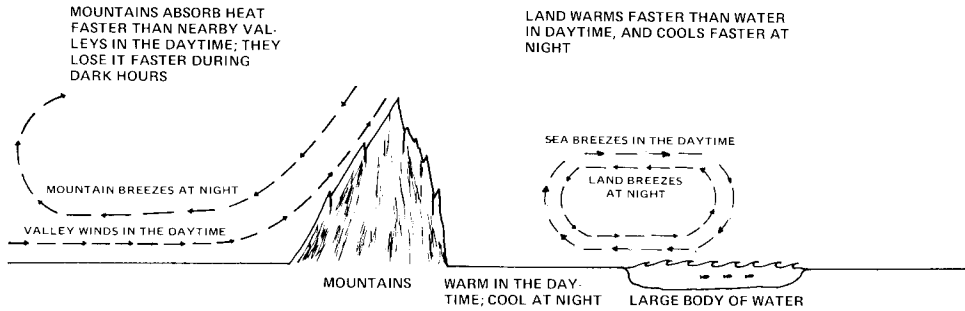 MOUNTAINS ABSORB HEAT
FASTER THAN NEARBY VAL-
LEYS IN THE DAYTIME; THEY
LOSE IT FASTER DURING
DARK HOURS
LAND WARMS FASTER THAN WATER
IN DAYTIME, AND COOLS FASTER AT
NIGHT
MOUNTAIN BREEZES AT NIGHT
VALLEY WINDS IN THE DAYTIME
SEA BREEZES IN THE DAYTIME
LAND BREEZES
AT NIGHT
MOUNTAINS
WARM IN THE DAY-
TIME; COOL AT NIGHT
LARGE BODY OF WATER